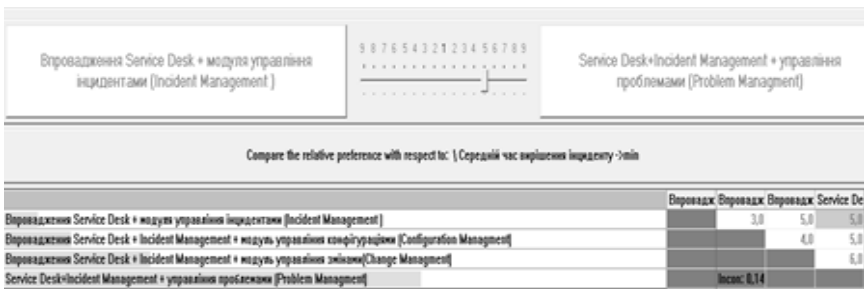 Впровадження Service Desk + модуля управління
інцидентами (Incident Management )
9 8 7 6 5 4 3 2 1 2 3 4 5 6 7 8 9
Service Desk+Incident Management + управління
проблемами (Problem Managment)
Compare the relative preference with respect to: \ Середній час вирішення інциденту ->min
Впровадж Впровадж Впровадж Service De
Впровадження Service Desk + модуля управління інцидентами (Incident Management ) 3,0 5,0 5,0
Впровадження Service Desk + Incident Management + модуль управління конфігураціями (Configuration Managment) 4,0 5,0
Впровадження Service Desk + Incident Management + модуль управління змінами(Change Managment) 6,0
Service Desk+Incident Management + управління проблемами (Problem Managment) Incon: 0,14